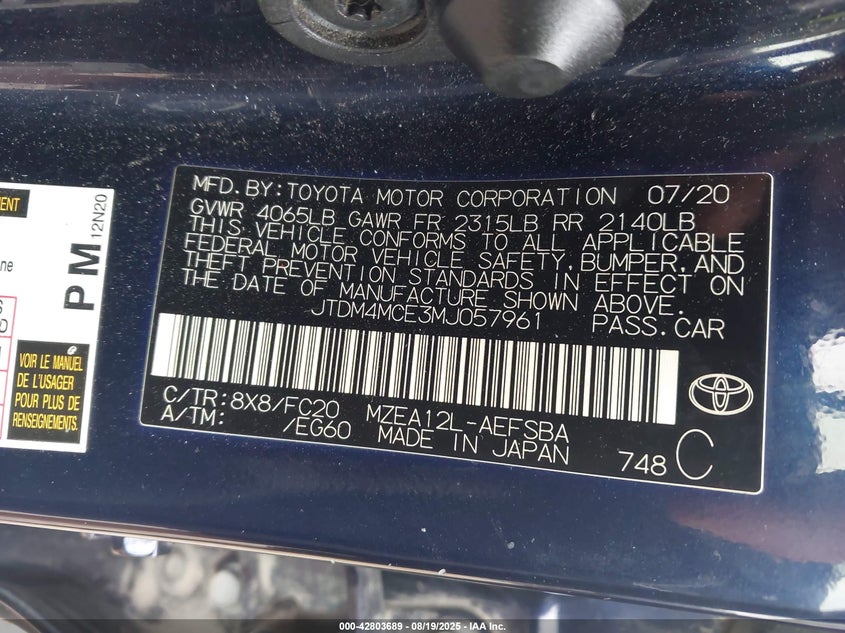 MFD. BY: TOYOTA MOTOR CORPORATION 07/20
GVWR 4065LB GAWR FR 2315LB RR 2140LB
THIS VEHICLE CONFORMS TO ALL APPLICABLE
FEDERAL MOTOR VEHICLE SAFETY, BUMPER, AND
THEFT PREVENTION STANDARDS IN EFFECT ON
THE DATE OF MANUFACTURE SHOWN ABOVE.
JTDM4MCE3MJ057961 PASS. CAR
C/TR: 8X8/FC20 MZEA12L-AEFSBA
A/TM: /EG60 MADE IN JAPAN
748 C
PM
12N20
VOIR LE MANUEL
DE L'USAGER
POUR PLUS DE
RENSEIGNEMENTS
000-42803689 - 08/19/2025 - IAA Inc.